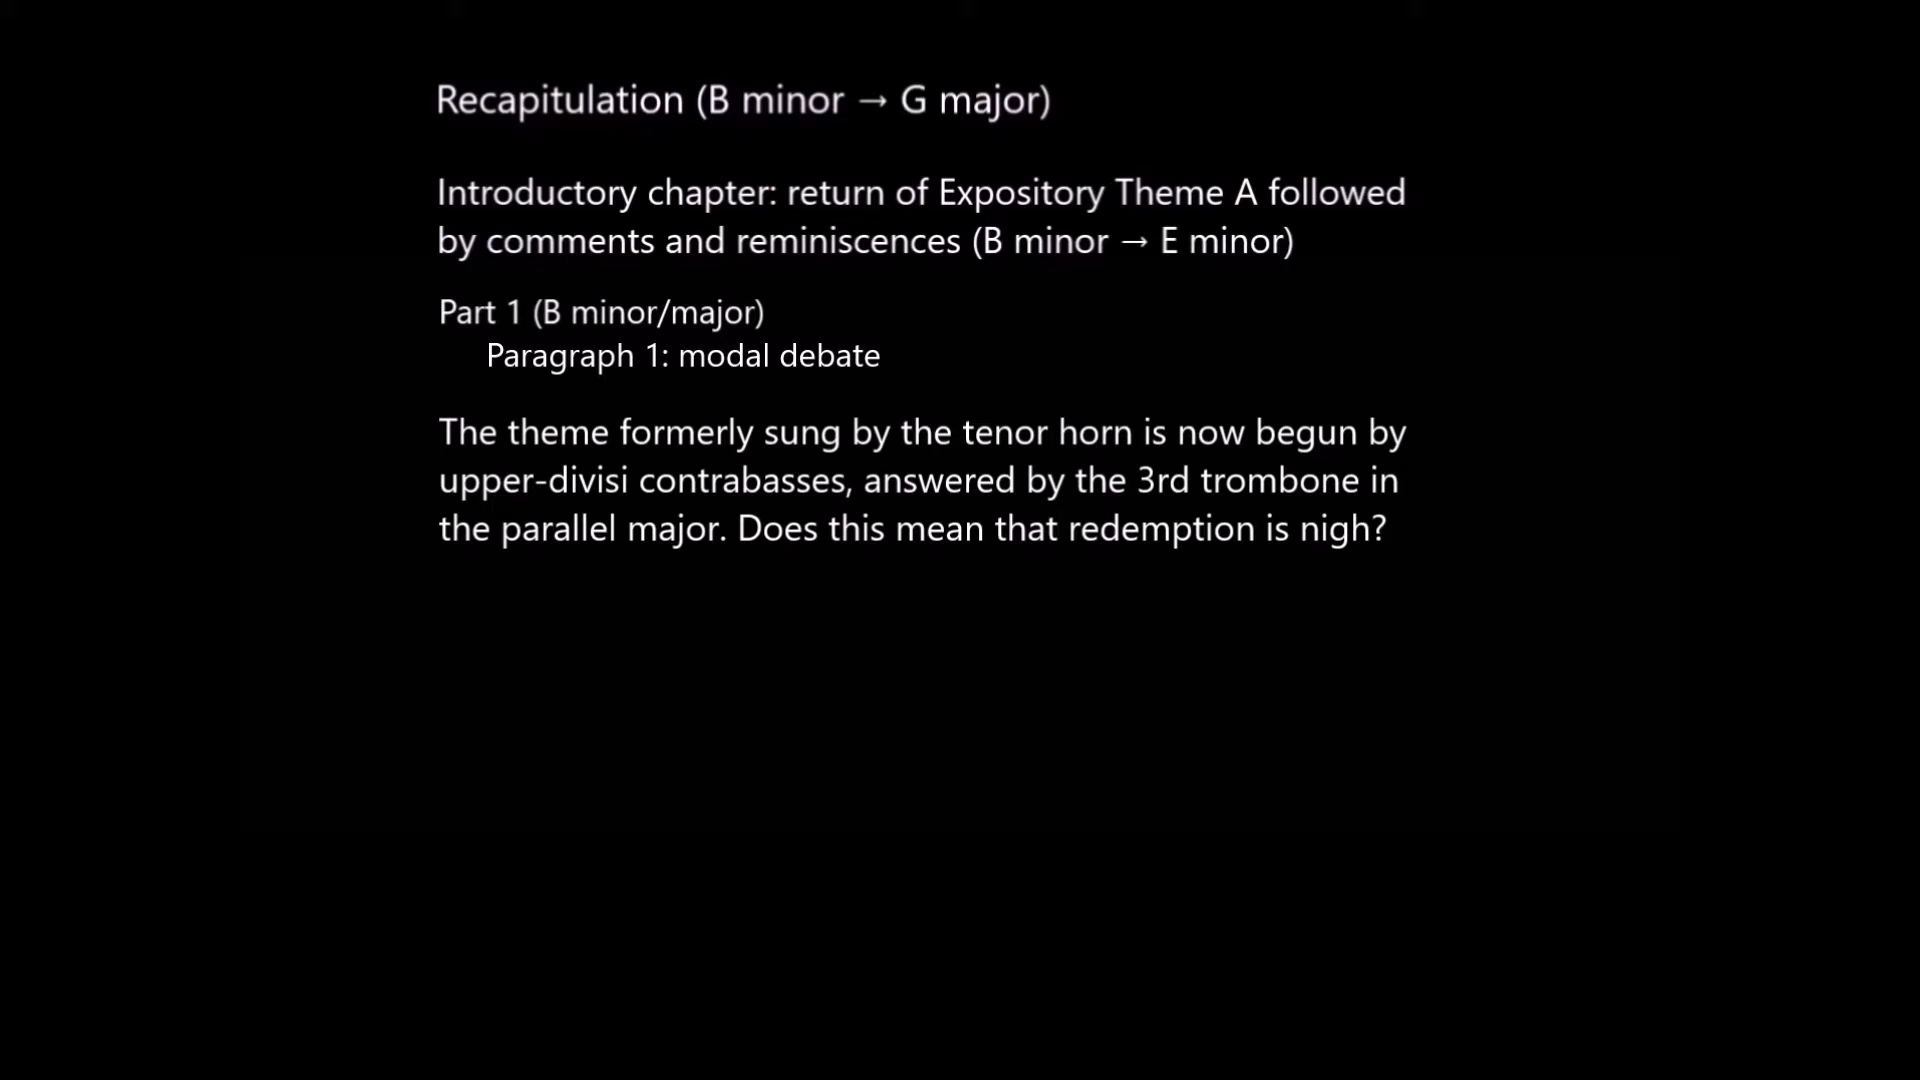 Recapitulation (B minor → G major)
Introductory chapter: return of Expository Theme A followed
by comments and reminiscences (B minor → E minor)
Part 1 (B minor/major)
Paragraph 1: modal debate
The theme formerly sung by the tenor horn is now begun by
upper-divisi contrabasses, answered by the 3rd trombone in
the parallel major. Does this mean that redemption is nigh?